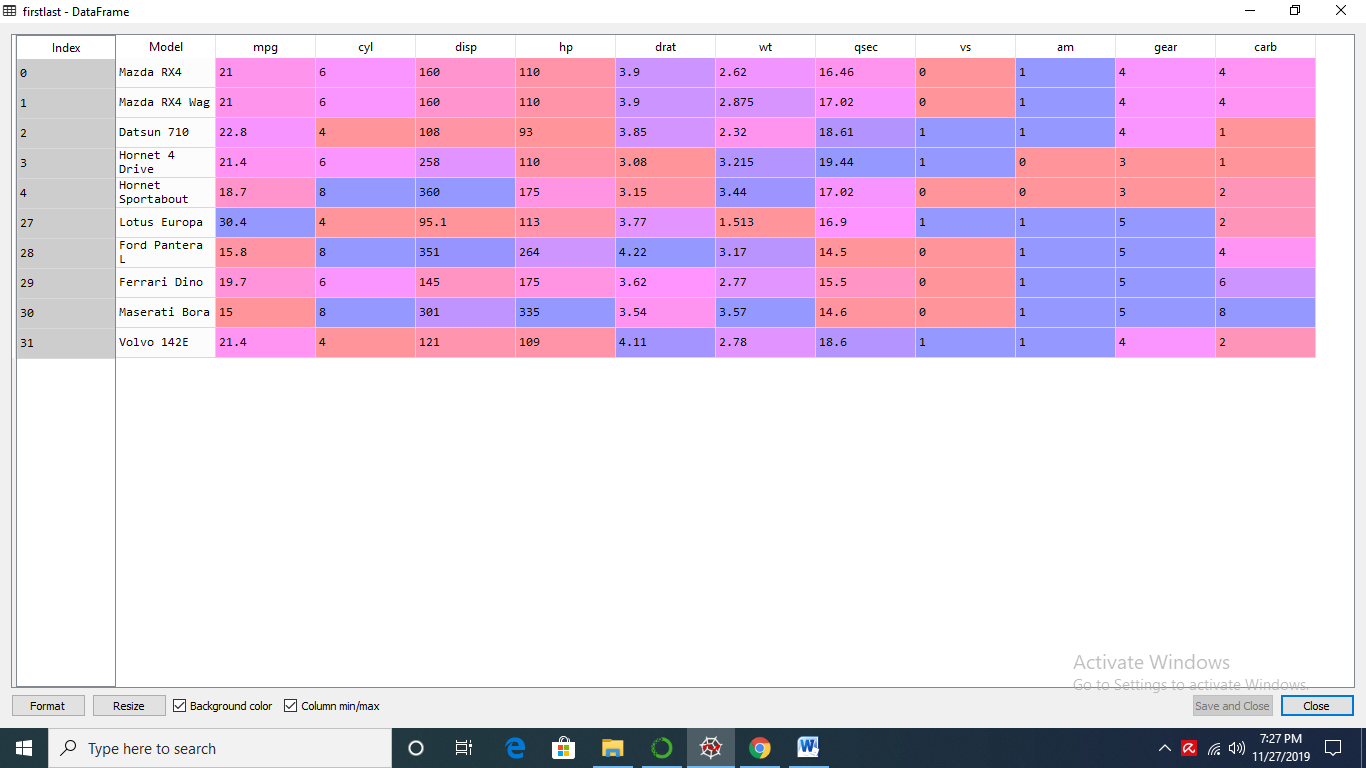 firstlast - DataFrame
Index Model mpg cyl disp hp drat wt qsec vs am gear carb
0 Mazda RX4 21 6 160 110 3.9 2.62 16.46 0 1 4 4
1 Mazda RX4 Wag 21 6 160 110 3.9 2.875 17.02 0 1 4 4
2 Datsun 710 22.8 4 108 93 3.85 2.32 18.61 1 1 4 1
3 Hornet 4 Drive 21.4 6 258 110 3.08 3.215 19.44 1 0 3 1
4 Hornet Sportabout 18.7 8 360 175 3.15 3.44 17.02 0 0 3 2
27 Lotus Europa 30.4 4 95.1 113 3.77 1.513 16.9 1 1 5 2
28 Ford Pantera L 15.8 8 351 264 4.22 3.17 14.5 0 1 5 4
29 Ferrari Dino 19.7 6 145 175 3.62 2.77 15.5 0 1 5 6
30 Maserati Bora 15 8 301 335 3.54 3.57 14.6 0 1 5 8
31 Volvo 142E 21.4 4 121 109 4.11 2.78 18.6 1 1 4 2
Activate Windows
Go to Settings to activate Windows.
Format Resize Background color Column min/max Save and Close Close
Type here to search
7:27 PM
11/27/2019